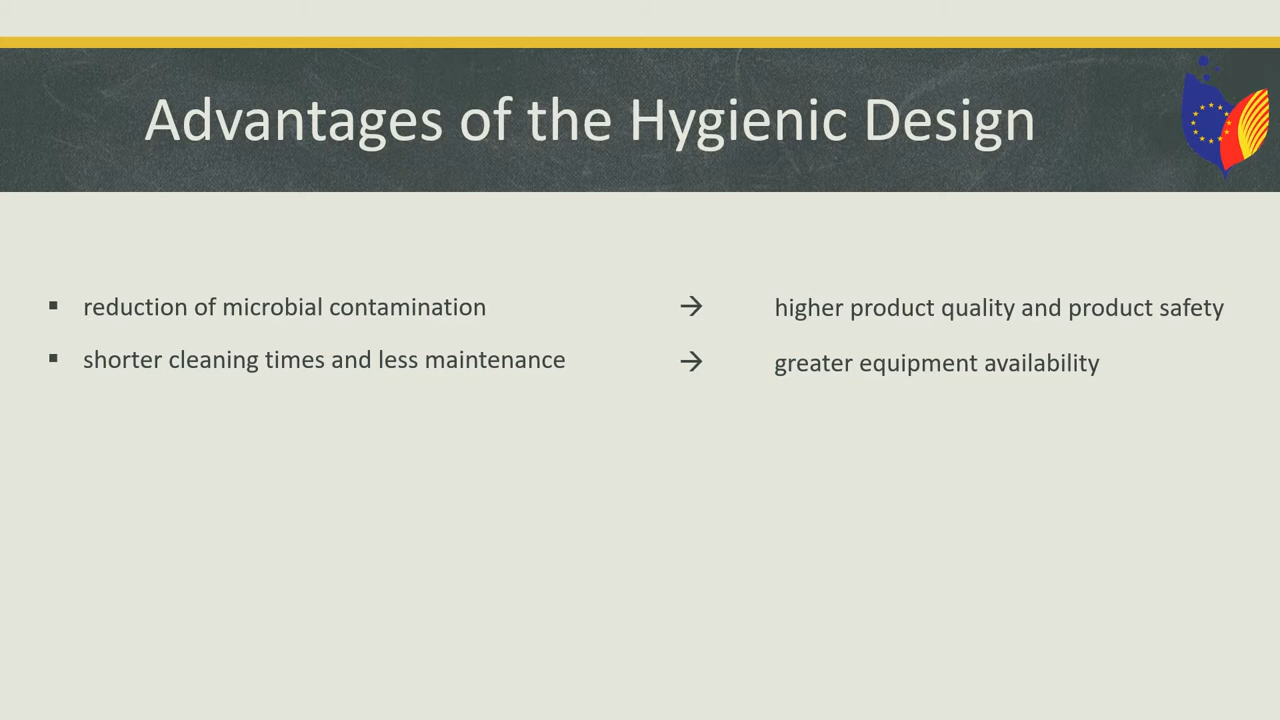 Advantages of the Hygienic Design
▪ reduction of microbial contamination → higher product quality and product safety
▪ shorter cleaning times and less maintenance → greater equipment availability